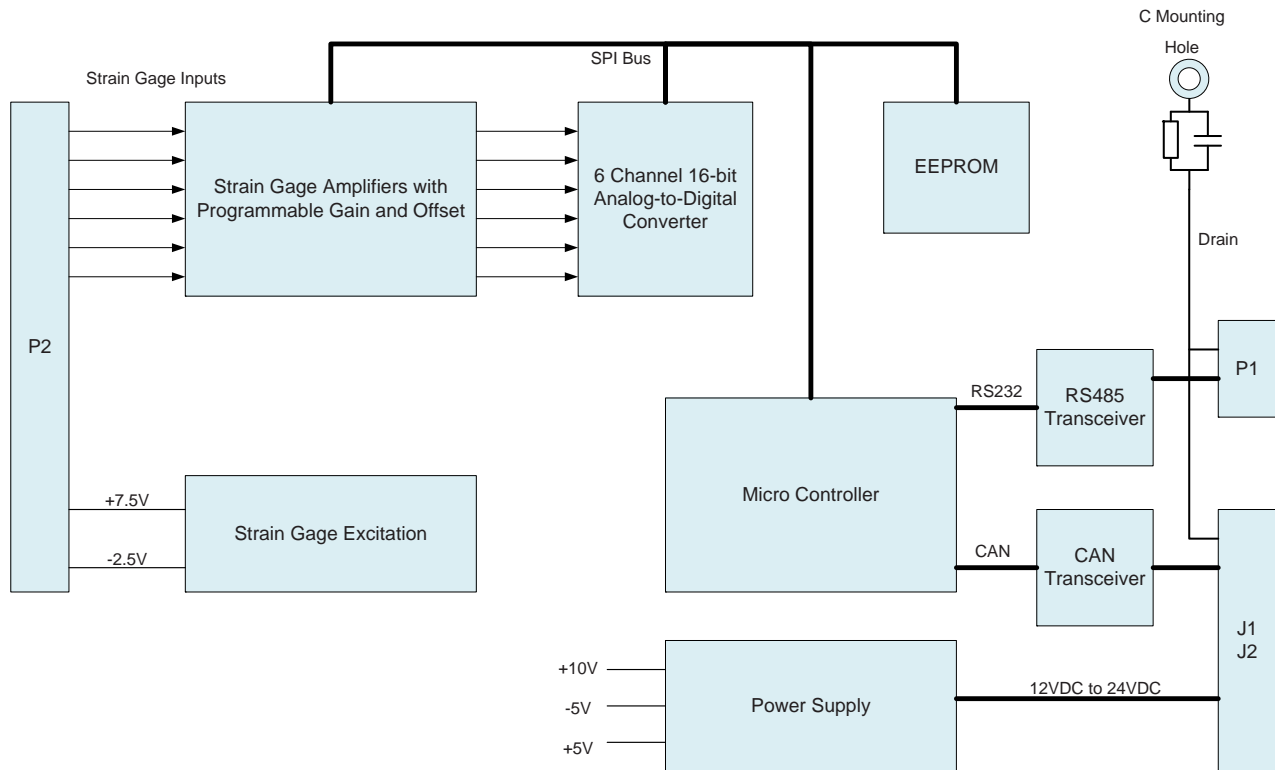 C Mounting
Hole
SPI Bus
Strain Gage Inputs
Strain Gage Amplifiers with
Programmable Gain and Offset
6 Channel 16-bit
Analog-to-Digital
Converter
EEPROM
Drain
P2
P1
RS232
RS485
Transceiver
Micro Controller
+7.5V
Strain Gage Excitation
-2.5V
CAN
CAN
Transceiver
J1
J2
+10V
-5V
+5V
Power Supply
12VDC to 24VDC